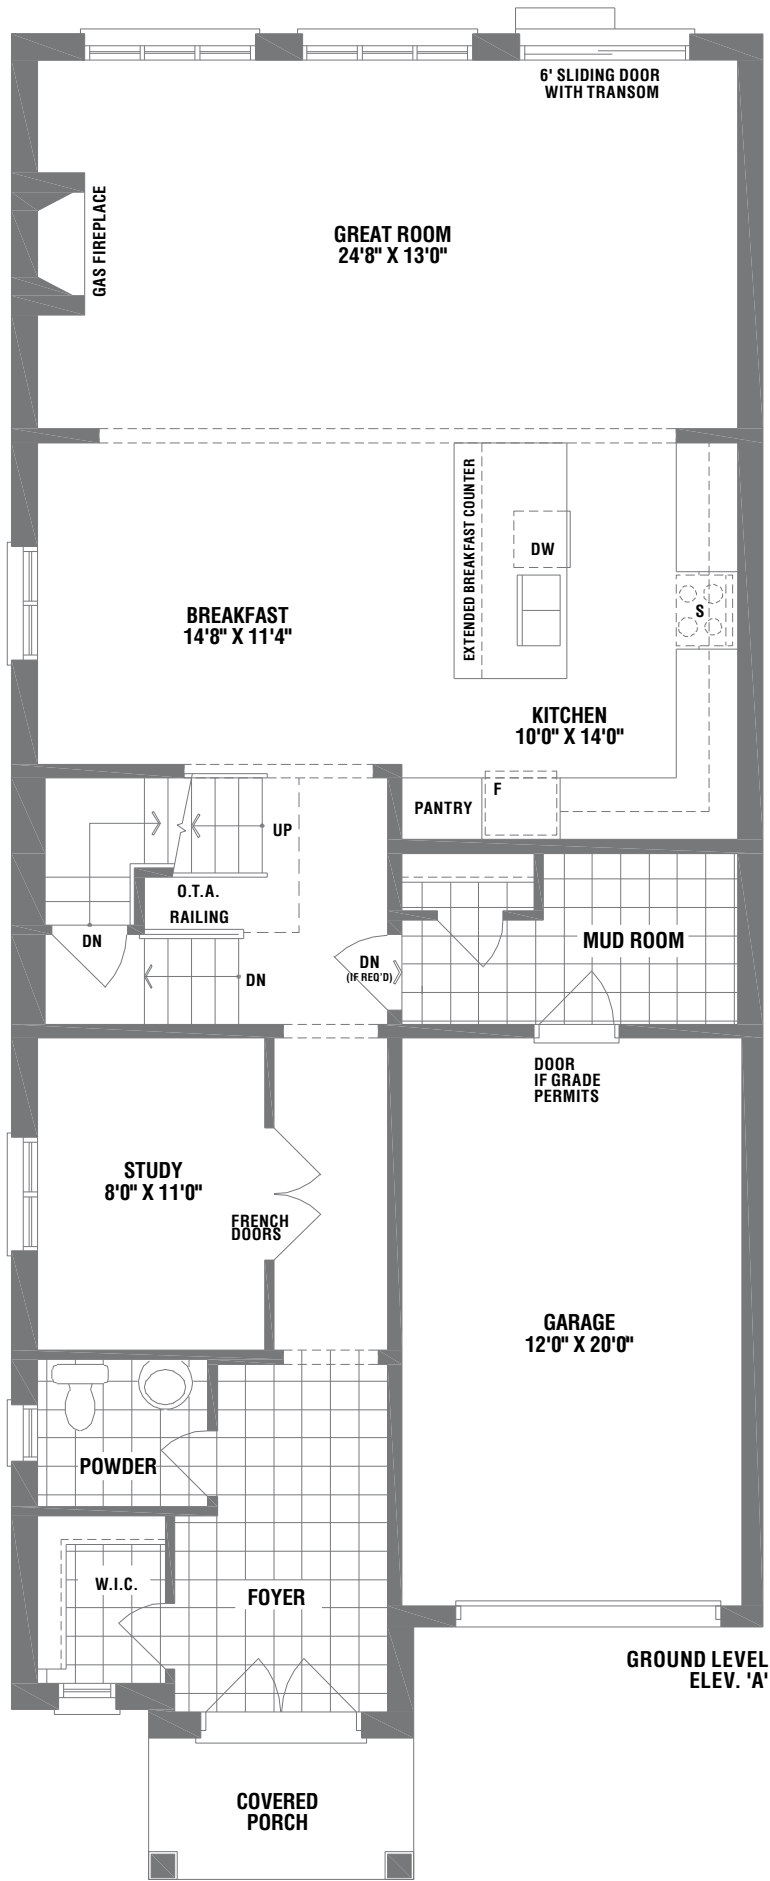 6' SLIDING DOOR
WITH TRANSOM
GAS FIREPLACE
GREAT ROOM
24'8" X 13'0"
EXTENDED BREAKFAST COUNTER
DW
S
BREAKFAST
14'8" X 11'4"
KITCHEN
10'0" X 14'0"
F
PANTRY
UP
O.T.A.
RAILING
DN
DN
(IF REQ'D)
DN
MUD ROOM
DOOR
IF GRADE
PERMITS
STUDY
8'0" X 11'0"
FRENCH
DOORS
GARAGE
12'0" X 20'0"
POWDER
W.I.C.
FOYER
GROUND LEVEL
ELEV. 'A'
COVERED
PORCH